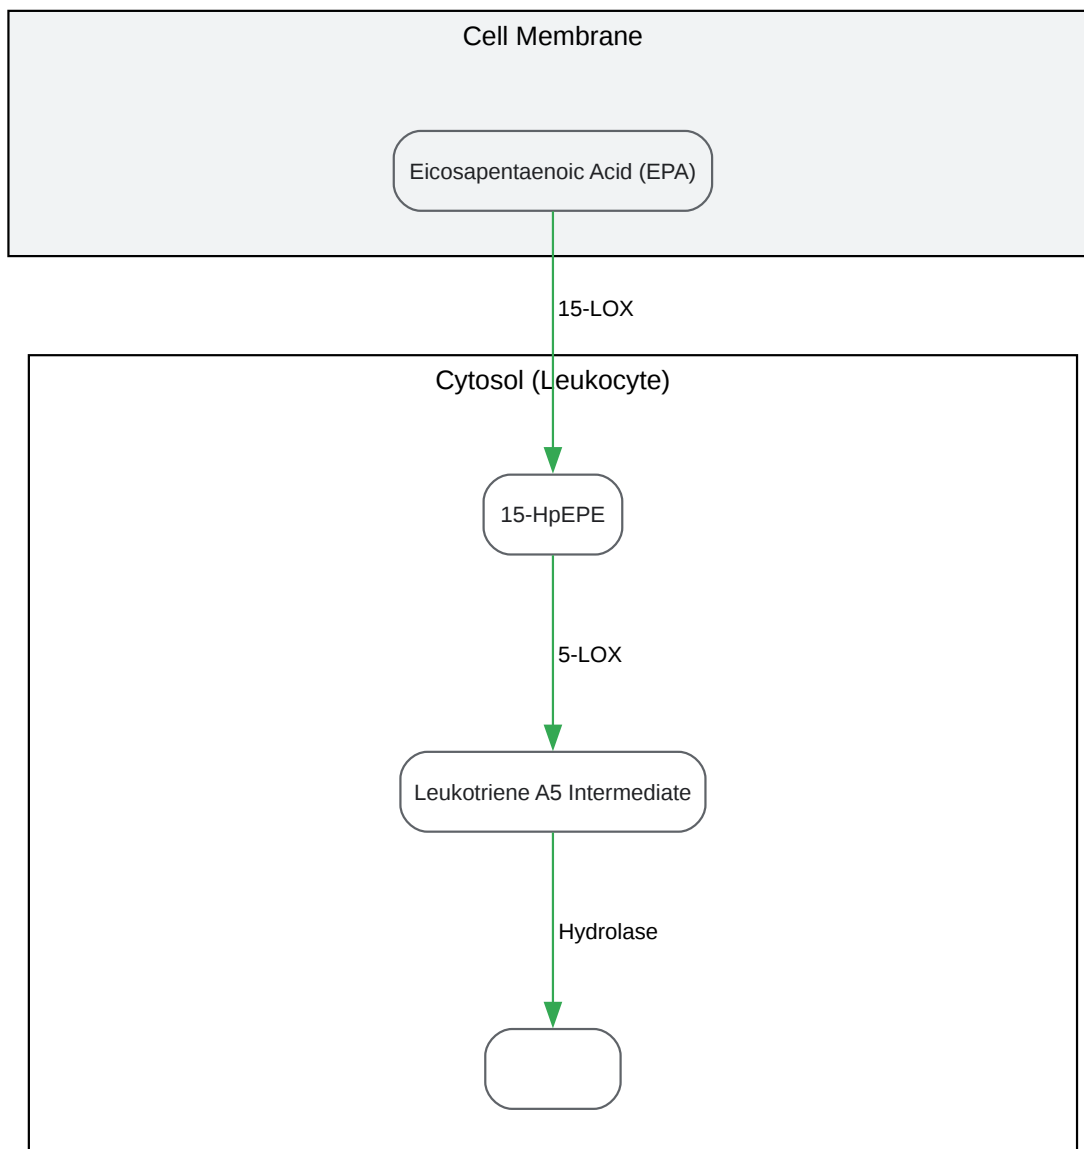 Cell Membrane
Eicosapentaenoic Acid (EPA)
15-LOX
Cytosol (Leukocyte)
15-HpEPE
5-LOX
Leukotriene A5 Intermediate
Hydrolase